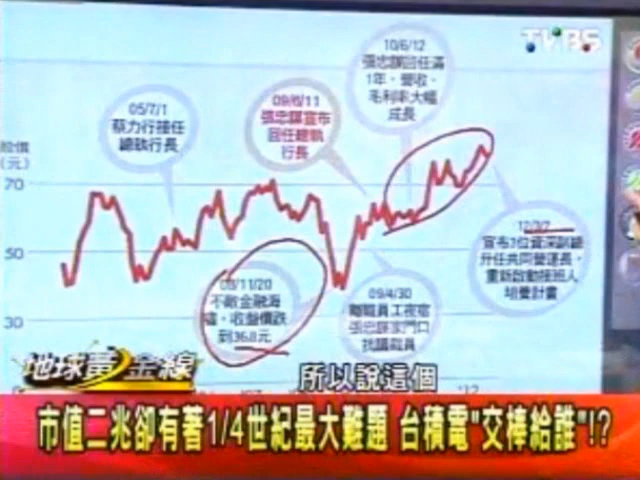 TVBS
10/6/12
張忠謀回任滿
1年，營收、
毛利率大幅
成長
05/7/1
蔡力行接任
總執行長
09/6/11
張忠謀宣布
回任總執
行長
股價
(元)
70
50
30
12/3/2
宣布3位資深副總
升任共同營運長，
重新啟動接班人
培養計畫
08/11/20
不敵金融海
嘯，收盤價跌
到36.8元
09/4/30
離職員工夜宿
張忠謀家門口
抗議裁員
'12
地球黃金線
所以說這個
市值二兆卻有著1/4世紀最大難題 台積電"交棒給誰"!?